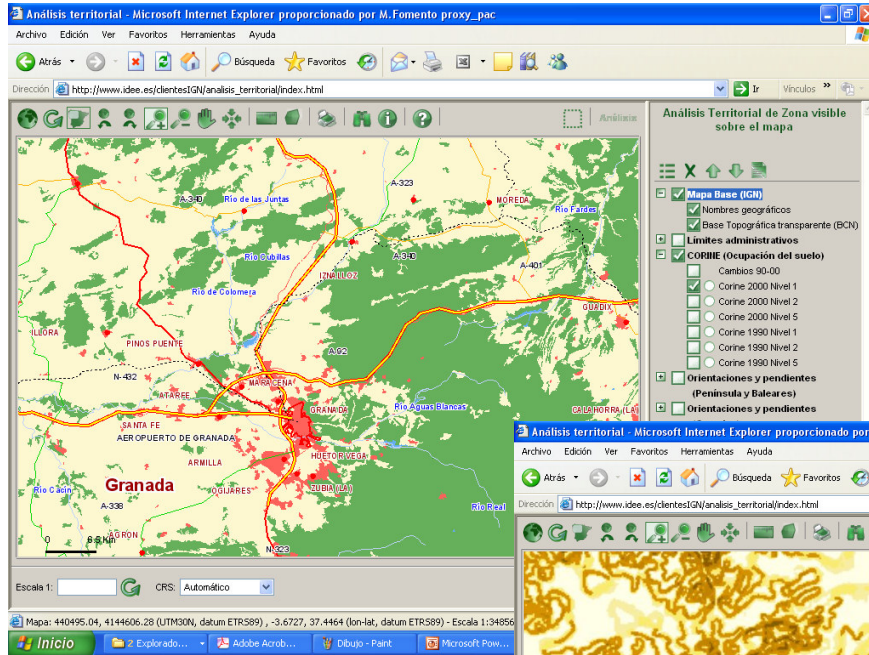 Análisis territorial - Microsoft Internet Explorer proporcionado por M.Fomento proxy_pac
Archivo Edición Ver Favoritos Herramientas Ayuda
Atrás Búsqueda Favoritos
Dirección http://www.idee.es/clientesIGN/analisis_territorial/index.html Ir Vínculos »
Análisis
Análisis Territorial de Zona visible
sobre el mapa
Mapa Base (IGN)
Nombres geográficos
Base Topográfica transparente (BCN)
Límites administrativos
CORINE (Ocupación del suelo)
Cambios 90-00
Corine 2000 Nivel 1
Corine 2000 Nivel 2
Corine 2000 Nivel 5
Corine 1990 Nivel 1
Corine 1990 Nivel 2
Corine 1990 Nivel 5
Orientaciones y pendientes
(Península y Baleares)
Orientaciones y pendientes
A-323
A-340 Río de las Juntas MOREDA
Río Fardes
Río Cubillas A-340
IZNALLOZ A-401
Río de Colomera
GUADIX
ILLORA
PINOS PUENTE
A-92
N-432 MARACENA
ATARFE
GRANADA Río Aguas Blancas CALAHORRA (LA)
SANTA FE
AEROPUERTO DE GRANADA
HUETOR VEGA
ARMILLA
Río Cacín Granada OGIJARES ZUBIA (LA)
A-338 Río Real
AGRON
0
N-323
Escala 1: CRS: Automático
Mapa: 440495.04, 4144606.28 (UTM30N, datum ETRS89) , -3.6727, 37.4464 (lon-lat, datum ETRS89) - Escala 1:34856
Inicio 2 Explorado... Adobe Acrob... Dibujo - Paint Microsoft Pow...
Análisis territorial - Microsoft Internet Explorer proporcionado por
Archivo Edición Ver Favoritos Herramientas Ayuda
Atrás Búsqueda Favoritos
Dirección http://www.idee.es/clientesIGN/analisis_territorial/index.html